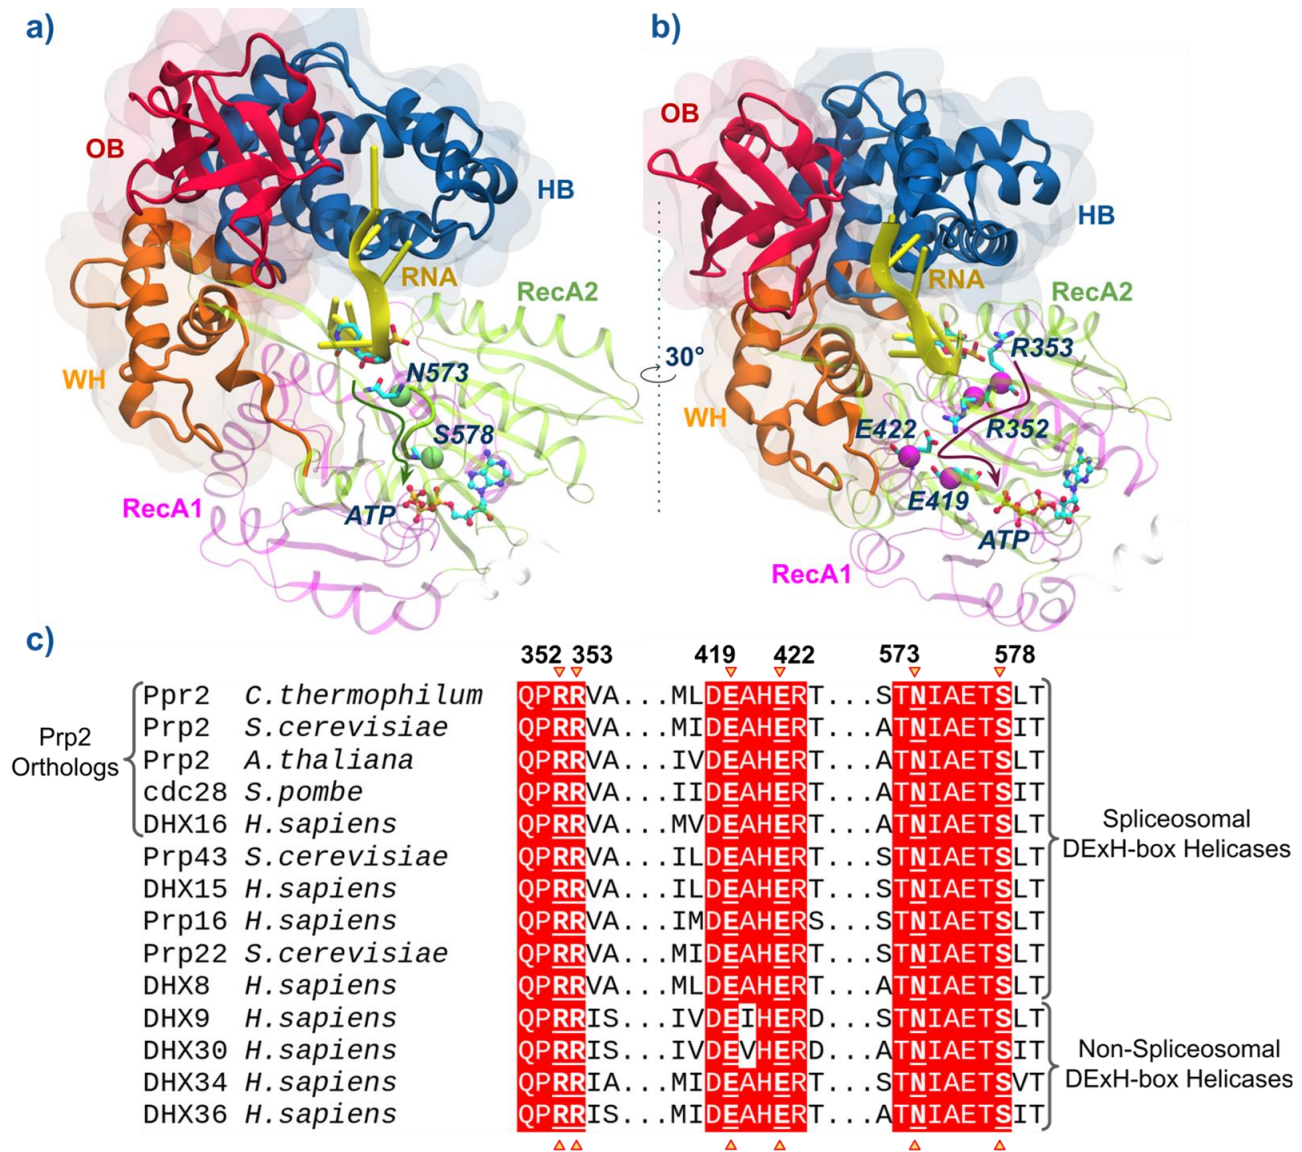 a)
OB
HB
RNA
RecA2
WH
N573
S578
RecA1
ATP
b)
OB
HB
RNA
RecA2
30°
R353
WH
E422
R352
E419
ATP
RecA1
c)
352 353 419 422 573 578
Ppr2 C.thermophilum QPRRVA...MLDEAHERT...STNIAETSLT
Prp2 S.cerevisiae QPRRVA...MIDEAHERT...ATNIAETSIT
Prp2 A.thaliana QPRRVA...IVDEAHERT...ATNIAETSLT
cdc28 S.pombe QPRRVA...IIDEAHERT...ATNIAETSLT
DHX16 H.sapiens QPRRVA...MVDEAHERT...ATNIAETSLT
Prp43 S.cerevisiae QPRRVA...ILDEAHERT...STNIAETSLT
DHX15 H.sapiens QPRRVA...ILDEAHERT...STNIAETSLT
Prp16 H.sapiens QPRRVA...IMDEAHERS...STNIAETSLT
Prp22 S.cerevisiae QPRRVA...MIDEAHERT...STNIAETSIT
DHX8 H.sapiens QPRRVA...MLDEAHERT...ATNIAETSLT
DHX9 H.sapiens QPRRIS...IVDEIHERD...STNIAETSLT
DHX30 H.sapiens QPRRIS...IVDEVHERD...ATNIAETSIT
DHX34 H.sapiens QPRRIA...MIDEAHERT...STNIAETSVT
DHX36 H.sapiens QPRRIS...MIDEAHERT...ATNIAETSIT
Prp2
Orthologs
Spliceosomal
DExH-box Helicases
Non-Spliceosomal
DExH-box Helicases